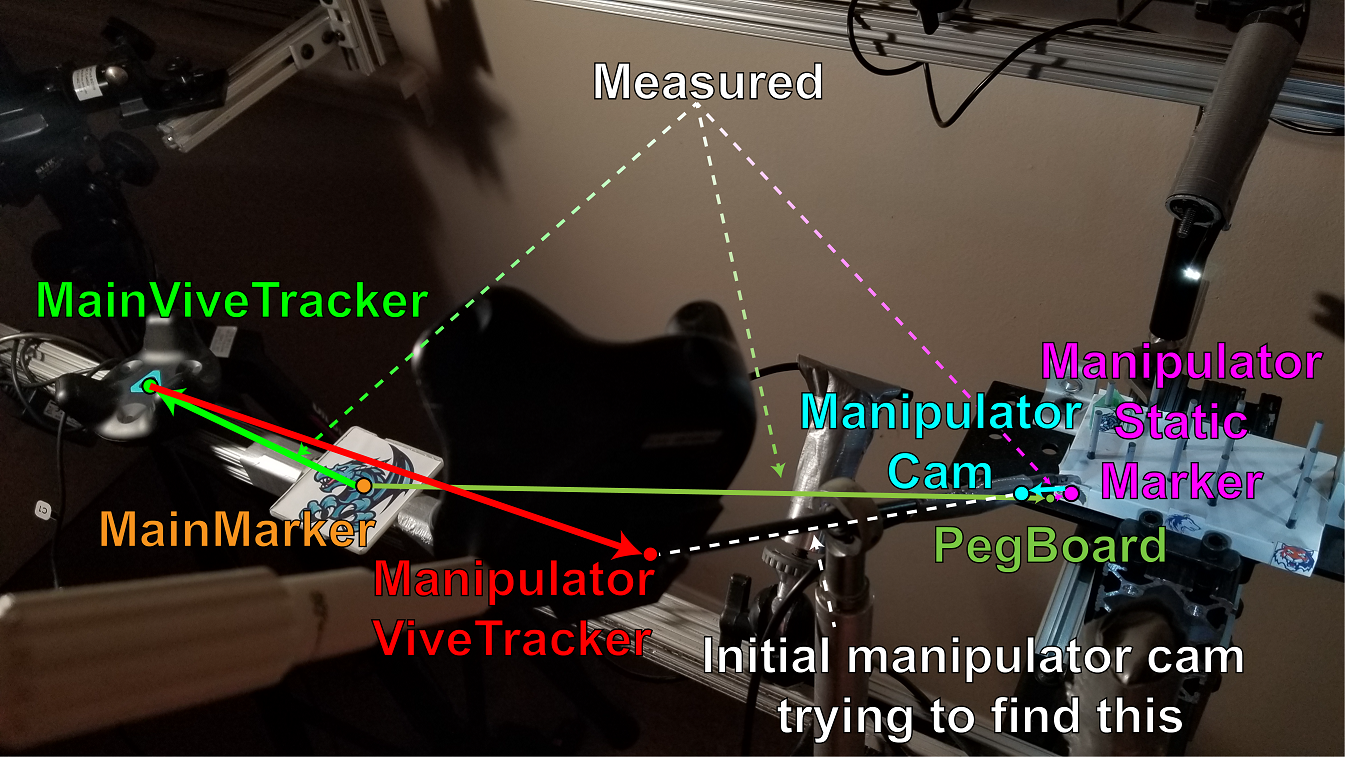 Measured
MainViveTracker
Manipulator
Static
Marker
Manipulator
Cam
MainMarker
PegBoard
Manipulator
ViveTracker
Initial manipulator cam
trying to find this